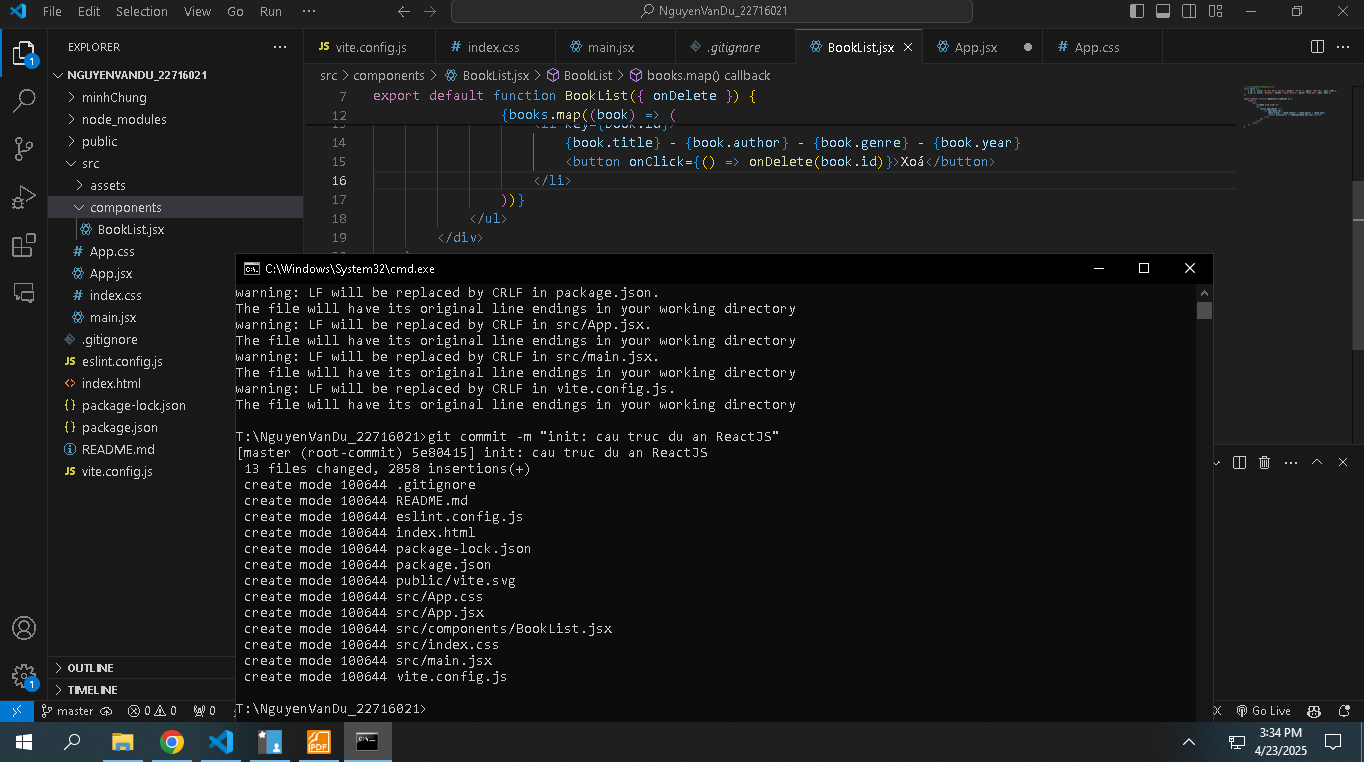 File Edit Selection View Go Run ··· NguyenVanDu_22716021
EXPLORER ···
NGUYENVANDU_22716021
minhChung
node_modules
public
src
assets
components
BookList.jsx
App.css
App.jsx
index.css
main.jsx
.gitignore
eslint.config.js
index.html
package-lock.json
package.json
README.md
vite.config.js
OUTLINE
TIMELINE
vite.config.js index.css main.jsx .gitignore BookList.jsx App.jsx App.css
src > components > BookList.jsx > BookList > books.map() callback
7 export default function BookList({ onDelete }) {
12 {books.map((book) => (
13 <li key={book.id}>
14 {book.title} - {book.author} - {book.genre} - {book.year}
15 <button onClick={() => onDelete(book.id)}>Xoá</button>
16 </li>
17 ))}
18 </ul>
19 </div>
C:\Windows\System32\cmd.exe
warning: LF will be replaced by CRLF in package.json.
The file will have its original line endings in your working directory
warning: LF will be replaced by CRLF in src/App.jsx.
The file will have its original line endings in your working directory
warning: LF will be replaced by CRLF in src/main.jsx.
The file will have its original line endings in your working directory
warning: LF will be replaced by CRLF in vite.config.js.
The file will have its original line endings in your working directory
T:\NguyenVanDu_22716021>git commit -m "init: cau truc du an ReactJS"
[master (root-commit) 5e80415] init: cau truc du an ReactJS
13 files changed, 2858 insertions(+)
create mode 100644 .gitignore
create mode 100644 README.md
create mode 100644 eslint.config.js
create mode 100644 index.html
create mode 100644 package-lock.json
create mode 100644 package.json
create mode 100644 public/vite.svg
create mode 100644 src/App.css
create mode 100644 src/App.jsx
create mode 100644 src/components/BookList.jsx
create mode 100644 src/index.css
create mode 100644 src/main.jsx
create mode 100644 vite.config.js
T:\NguyenVanDu_22716021>
master 0 0 0 Go Live
3:34 PM
4/23/2025